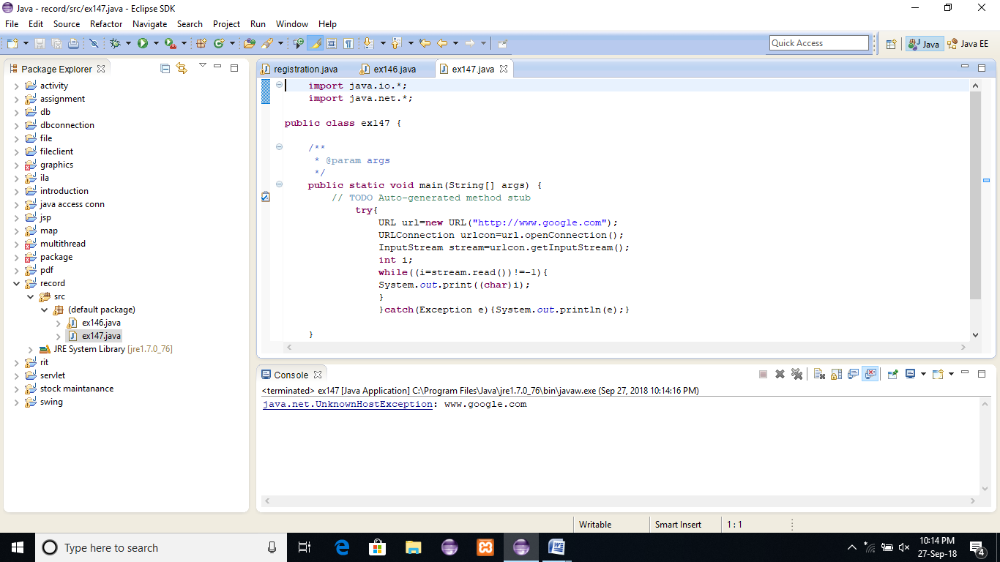 Java - record/src/ex147.java - Eclipse SDK
File Edit Source Refactor Navigate Search Project Run Window Help
Quick Access
Java
Java EE
Package Explorer
activity
assignment
db
dbconnection
file
fileclient
graphics
ila
introduction
java access conn
jsp
map
multithread
package
pdf
record
src
(default package)
ex146.java
ex147.java
JRE System Library [jre1.7.0_76]
rit
servlet
stock maintanance
swing
registration.java ex146.java ex147.java
import java.io.*;
import java.net.*;
public class ex147 {
/**
* @param args
*/
public static void main(String[] args) {
// TODO Auto-generated method stub
try{
URL url=new URL("http://www.google.com");
URLConnection urlcon=url.openConnection();
InputStream stream=urlcon.getInputStream();
int i;
while((i=stream.read())!=-1){
System.out.print((char)i);
}
}catch(Exception e){System.out.println(e);}
}
Console
<terminated> ex147 [Java Application] C:\Program Files\Java\jre1.7.0_76\bin\javaw.exe (Sep 27, 2018 10:14:16 PM)
java.net.UnknownHostException: www.google.com
Writable Smart Insert 1 : 1
Type here to search
10:14 PM
27-Sep-18
4